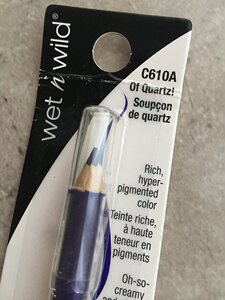 wet n wild
C610A
Of Quartz!
Soupçon
de quartz
Rich,
hyper-
pigmented
color
Teinte riche,
à haute
teneur en
pigments
Oh-so-
creamy
and